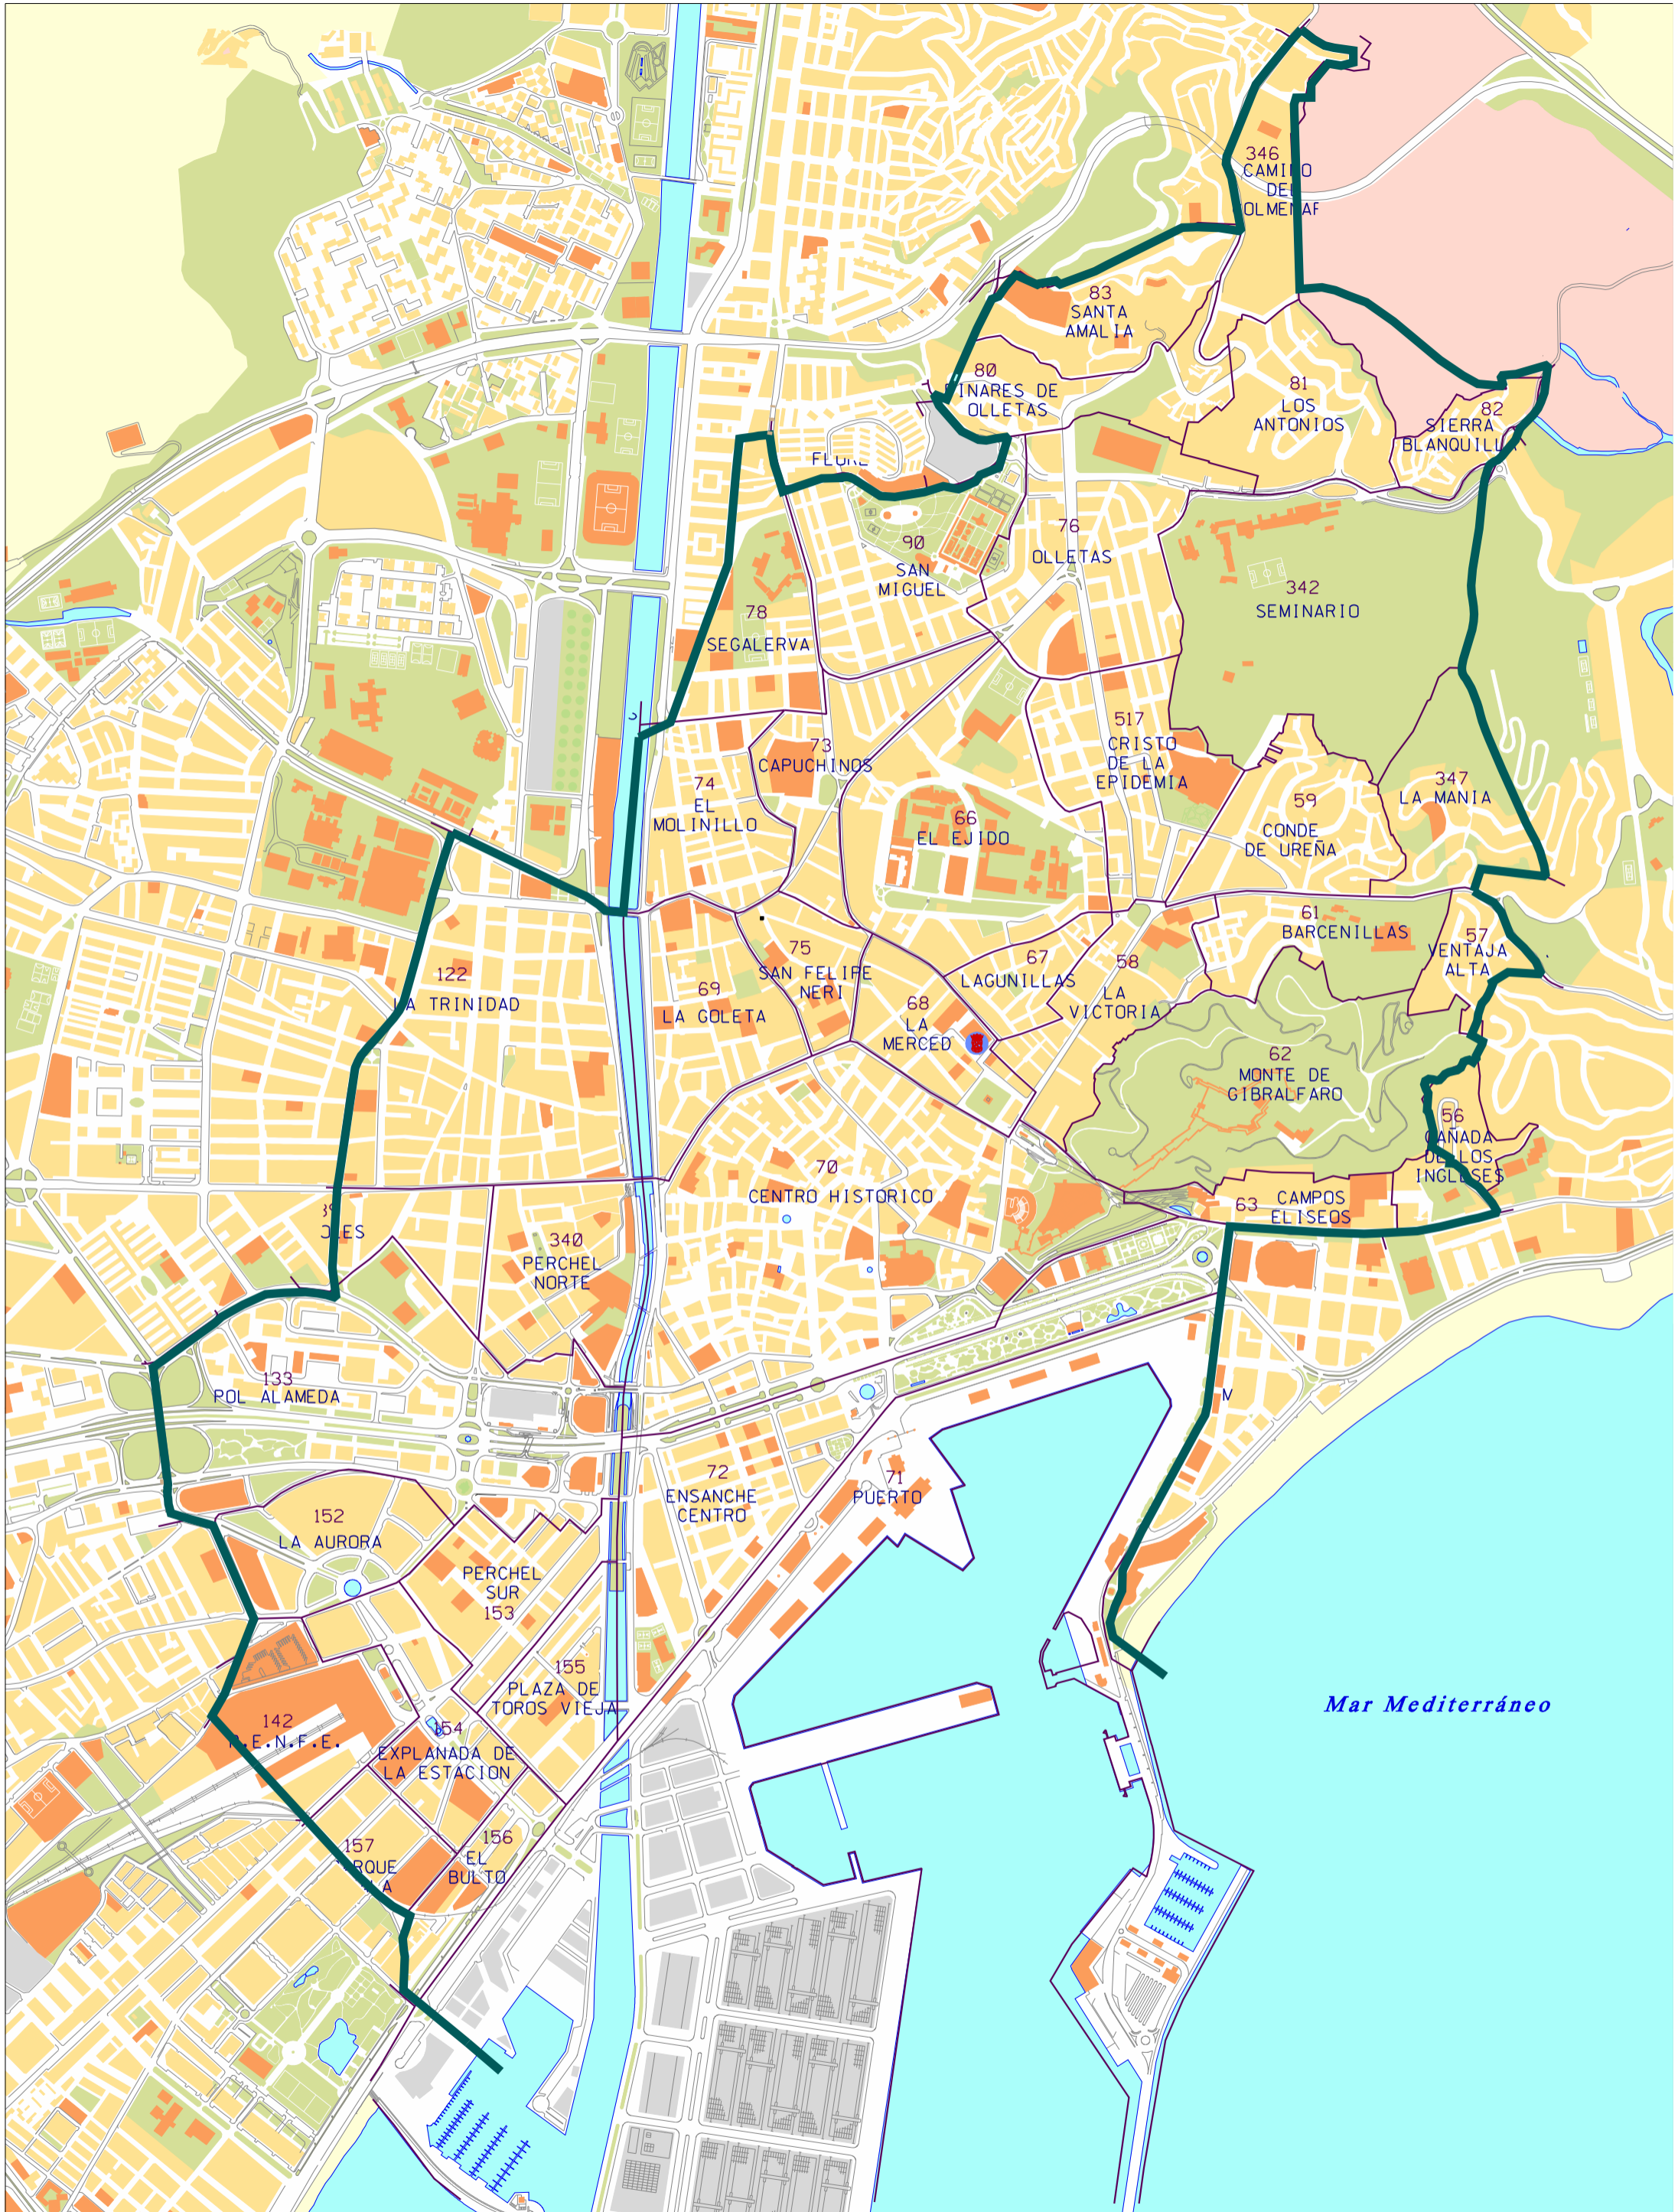 346
CAMINO
DEL
83
SANTA
AMALIA
80
PINARES DE
OLLETAS
81
LOS
ANTONIOS
82
SIERRA
BLANQUILLA
90
SAN
MIGUEL
76
OLLETAS
342
SEMINARIO
78
SEGALERVA
517
CRISTO
DE LA
EPIDEMIA
73
CAPUCHINOS
74
EL
MOLINILLO
66
EL EJIDO
59
CONDE
DE UREÑA
347
LA MANIA
61
BARCENILLAS
57
VENTAJA
ALTA
122
LA TRINIDAD
75
SAN FELIPE
NERI
69
LA GOLETA
67
LAGUNILLAS
58
LA
VICTORIA
68
LA
MERCED
62
MONTE DE
GIBRALFARO
56
CAÑADA
DE LOS
INGLESES
70
CENTRO HISTORICO
63
CAMPOS
ELISEOS
340
PERCHEL
NORTE
133
POL ALAMEDA
M
72
ENSANCHE
CENTRO
71
PUERTO
152
LA AURORA
PERCHEL
SUR
153
155
PLAZA DE
TOROS VIEJA
142
R.E.N.F.E.
154
EXPLANADA DE
LA ESTACION
Mar Mediterráneo
157
156
EL
BULTO